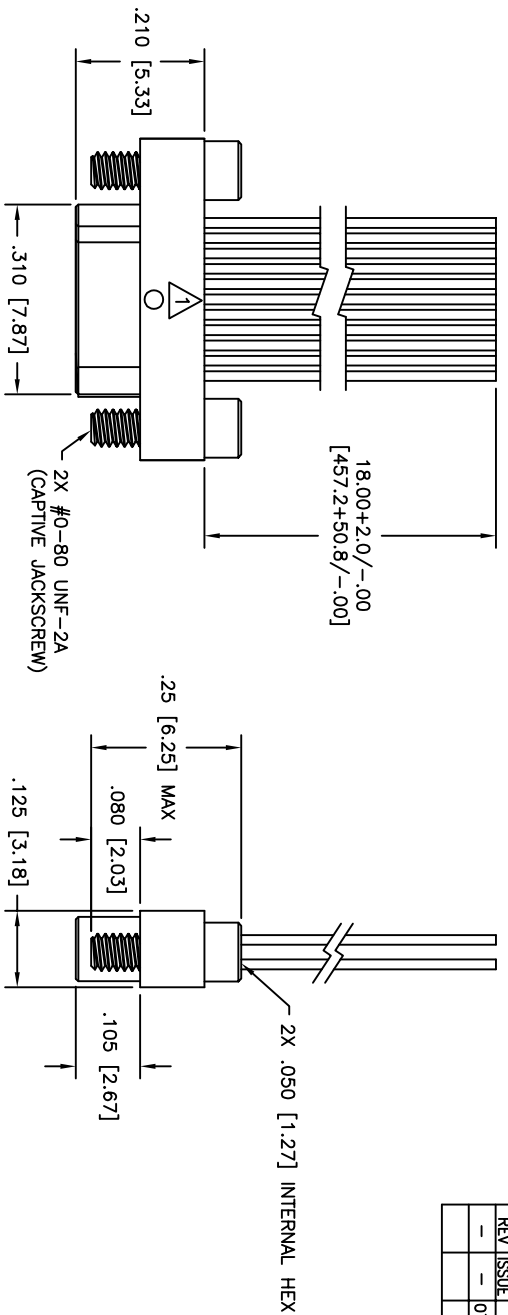 .210 [5.33]
.310 [7.87]
1
2X #0-80 UNF-2A
(CAPTIVE JACKSCREW)
18.00+2.0/-.00
[457.2+50.8/-.00]
.25 [6.25] MAX
.080 [2.03]
.125 [3.18]
.105 [2.67]
2X .050 [1.27] INTERNAL HEX
REV ISSUE
- -